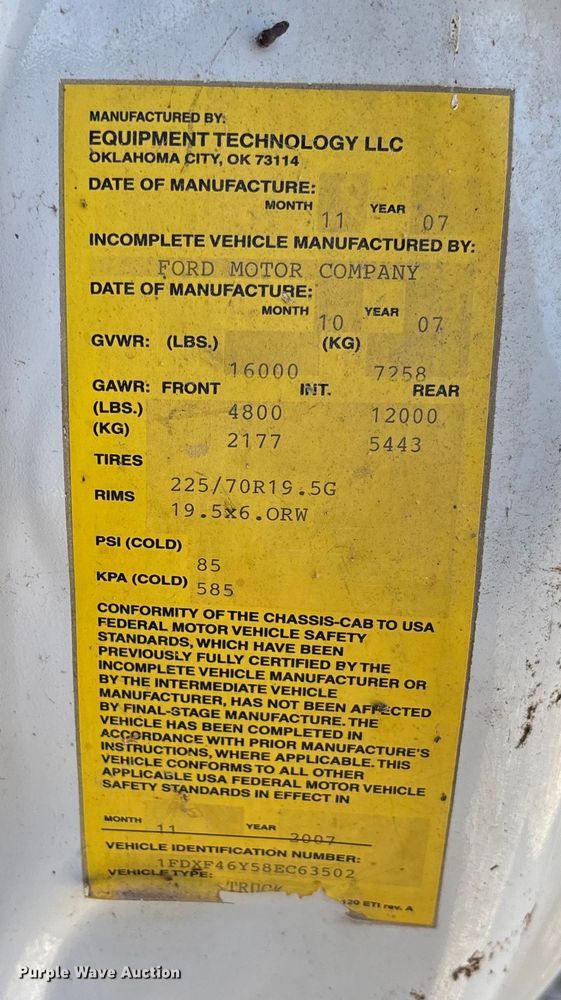 MANUFACTURED BY:
EQUIPMENT TECHNOLOGY LLC
OKLAHOMA CITY, OK 73114
DATE OF MANUFACTURE:
MONTH 11 YEAR 07
INCOMPLETE VEHICLE MANUFACTURED BY:
FORD MOTOR COMPANY
DATE OF MANUFACTURE:
MONTH 10 YEAR 07
GVWR: (LBS.) (KG)
16000 7258
GAWR: FRONT INT. REAR
(LBS.) 4800 12000
(KG) 2177 5443
TIRES
225/70R19.5G
RIMS
19.5x6.ORW
PSI (COLD)
85
KPA (COLD) 585
CONFORMITY OF THE CHASSIS-CAB TO USA
FEDERAL MOTOR VEHICLE SAFETY
STANDARDS, WHICH HAVE BEEN
PREVIOUSLY FULLY CERTIFIED BY THE
INCOMPLETE VEHICLE MANUFACTURER OR
BY THE INTERMEDIATE VEHICLE
MANUFACTURER, HAS NOT BEEN AFFECTED
BY FINAL-STAGE MANUFACTURE. THE
VEHICLE HAS BEEN COMPLETED IN
ACCORDANCE WITH PRIOR MANUFACTURE'S
INSTRUCTIONS, WHERE APPLICABLE. THIS
VEHICLE CONFORMS TO ALL OTHER
APPLICABLE USA FEDERAL MOTOR VEHICLE
SAFETY STANDARDS IN EFFECT IN
MONTH 11 YEAR 2007
VEHICLE IDENTIFICATION NUMBER:
1FDXF46Y58EC63502
VEHICLE TYPE:
TRUCK
120 ETI rev. A
Purple Wave Auction